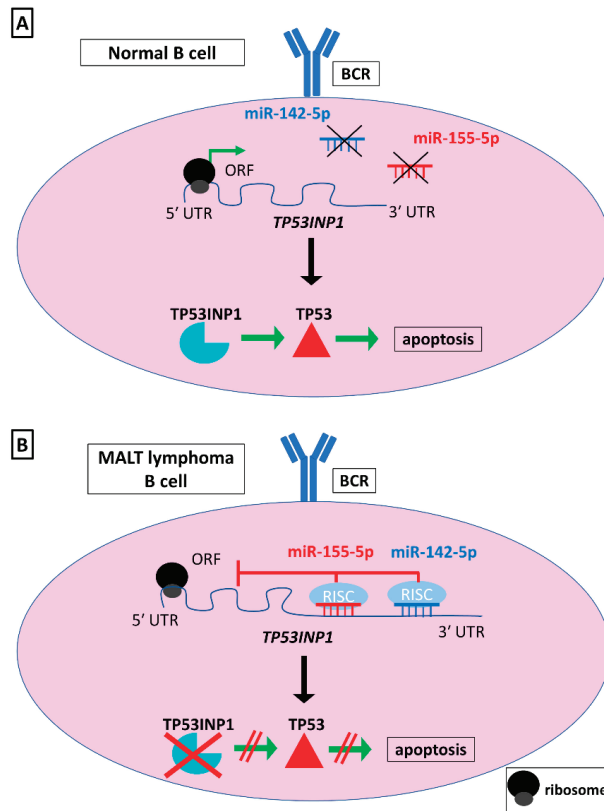 A
Normal B cell
BCR
miR-142-5p
miR-155-5p
ORF
5' UTR
3' UTR
TP53INP1
TP53INP1
TP53
apoptosis
B
MALT lymphoma
B cell
BCR
miR-155-5p
miR-142-5p
ORF
RISC
RISC
5' UTR
3' UTR
TP53INP1
TP53INP1
TP53
apoptosis
ribosome